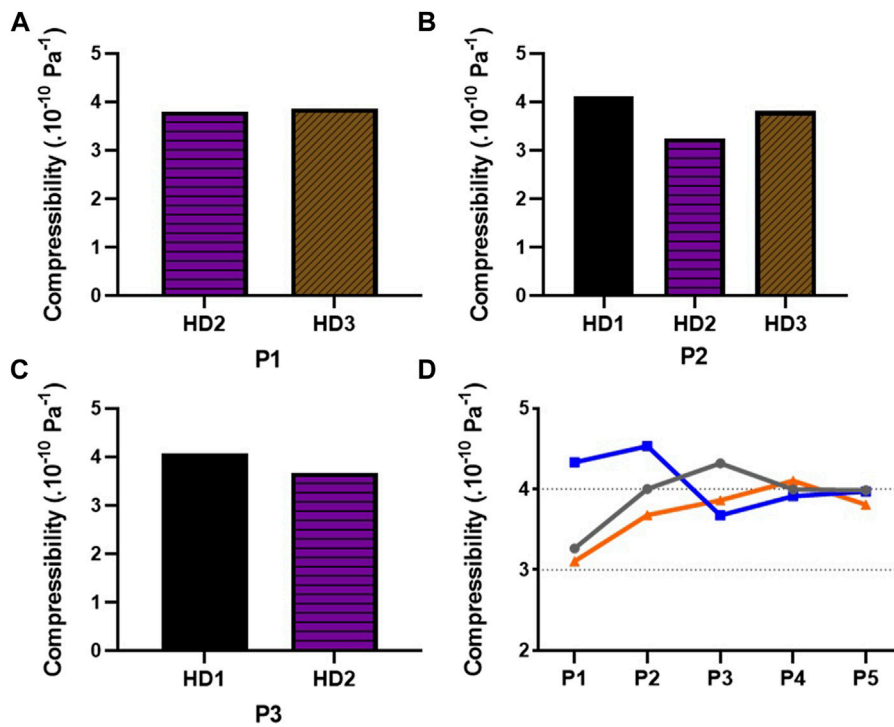 A
Compressibility (.10⁻¹⁰ Pa⁻¹)
5
4
3
2
1
0
HD2 HD3
P1
B
Compressibility (.10⁻¹⁰ Pa⁻¹)
5
4
3
2
1
0
HD1 HD2 HD3
P2
C
Compressibility (.10⁻¹⁰ Pa⁻¹)
5
4
3
2
1
0
HD1 HD2
P3
D
Compressibility (.10⁻¹⁰ Pa⁻¹)
5
4
3
2
P1 P2 P3 P4 P5